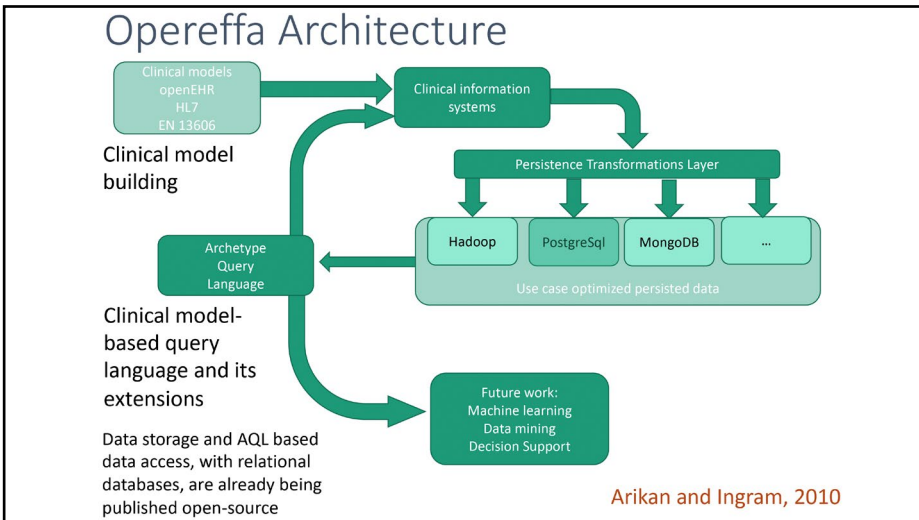 Opereffa Architecture
Clinical models
openEHR
HL7
EN 13606
Clinical information
systems
Clinical model
building
Persistence Transformations Layer
Hadoop
PostgreSql
MongoDB
...
Use case optimized persisted data
Archetype
Query
Language
Clinical model-
based query
language and its
extensions
Future work:
Machine learning
Data mining
Decision Support
Data storage and AQL based
data access, with relational
databases, are already being
published open-source
Arikan and Ingram, 2010